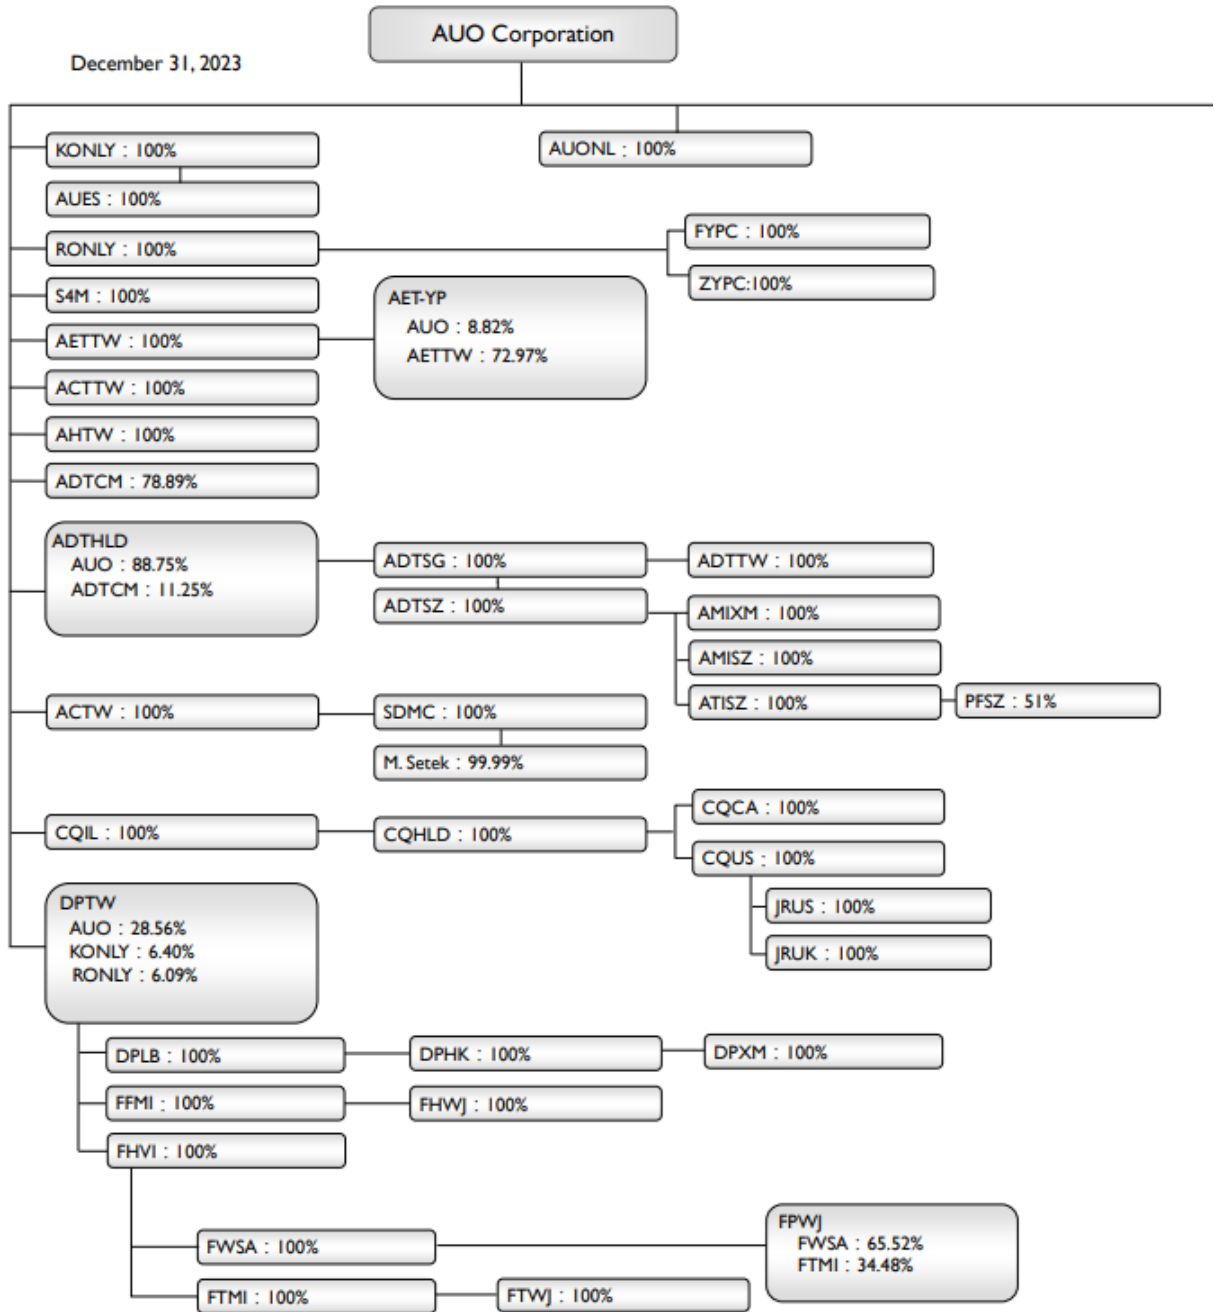 AUO Corporation
December 31, 2023
KONLY : 100%
AUONL : 100%
AUES : 100%
RONLY : 100%
FYPC : 100%
ZYPC:100%
S4M : 100%
AETTW : 100%
AET-YP
AUO : 8.82%
AETTW : 72.97%
ACTTW : 100%
AHTW : 100%
ADTCM : 78.89%
ADTHLD
AUO : 88.75%
ADTCM : 11.25%
ADTSG : 100%
ADTTW : 100%
ADTSZ : 100%
AMIXM : 100%
AMISZ : 100%
ATISZ : 100%
PFSZ : 51%
ACTW : 100%
SDMC : 100%
M. Setek : 99.99%
CQIL : 100%
CQHLD : 100%
CQCA : 100%
CQUS : 100%
JRUS : 100%
JRUK : 100%
DPTW
AUO : 28.56%
KONLY : 6.40%
RONLY : 6.09%
DPLB : 100%
DPHK : 100%
DPXM : 100%
FFMI : 100%
FHWJ : 100%
FHVI : 100%
FWSA : 100%
FPWJ
FWSA : 65.52%
FTMI : 34.48%
FTMI : 100%
FTWJ : 100%